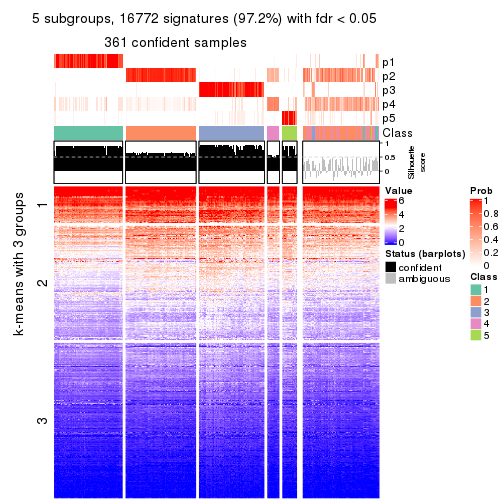 5 subgroups, 16772 signatures (97.2%) with fdr < 0.05
361 confident samples
p1
p2
p3
p4
p5
Class
1
0.5
0
Silhouette
score
k-means with 3 groups
1
2
3
Value
6
4
2
0
Status (barplots)
confident
ambiguous
Prob
1
0.8
0.6
0.4
0.2
0
Class
1
2
3
4
5